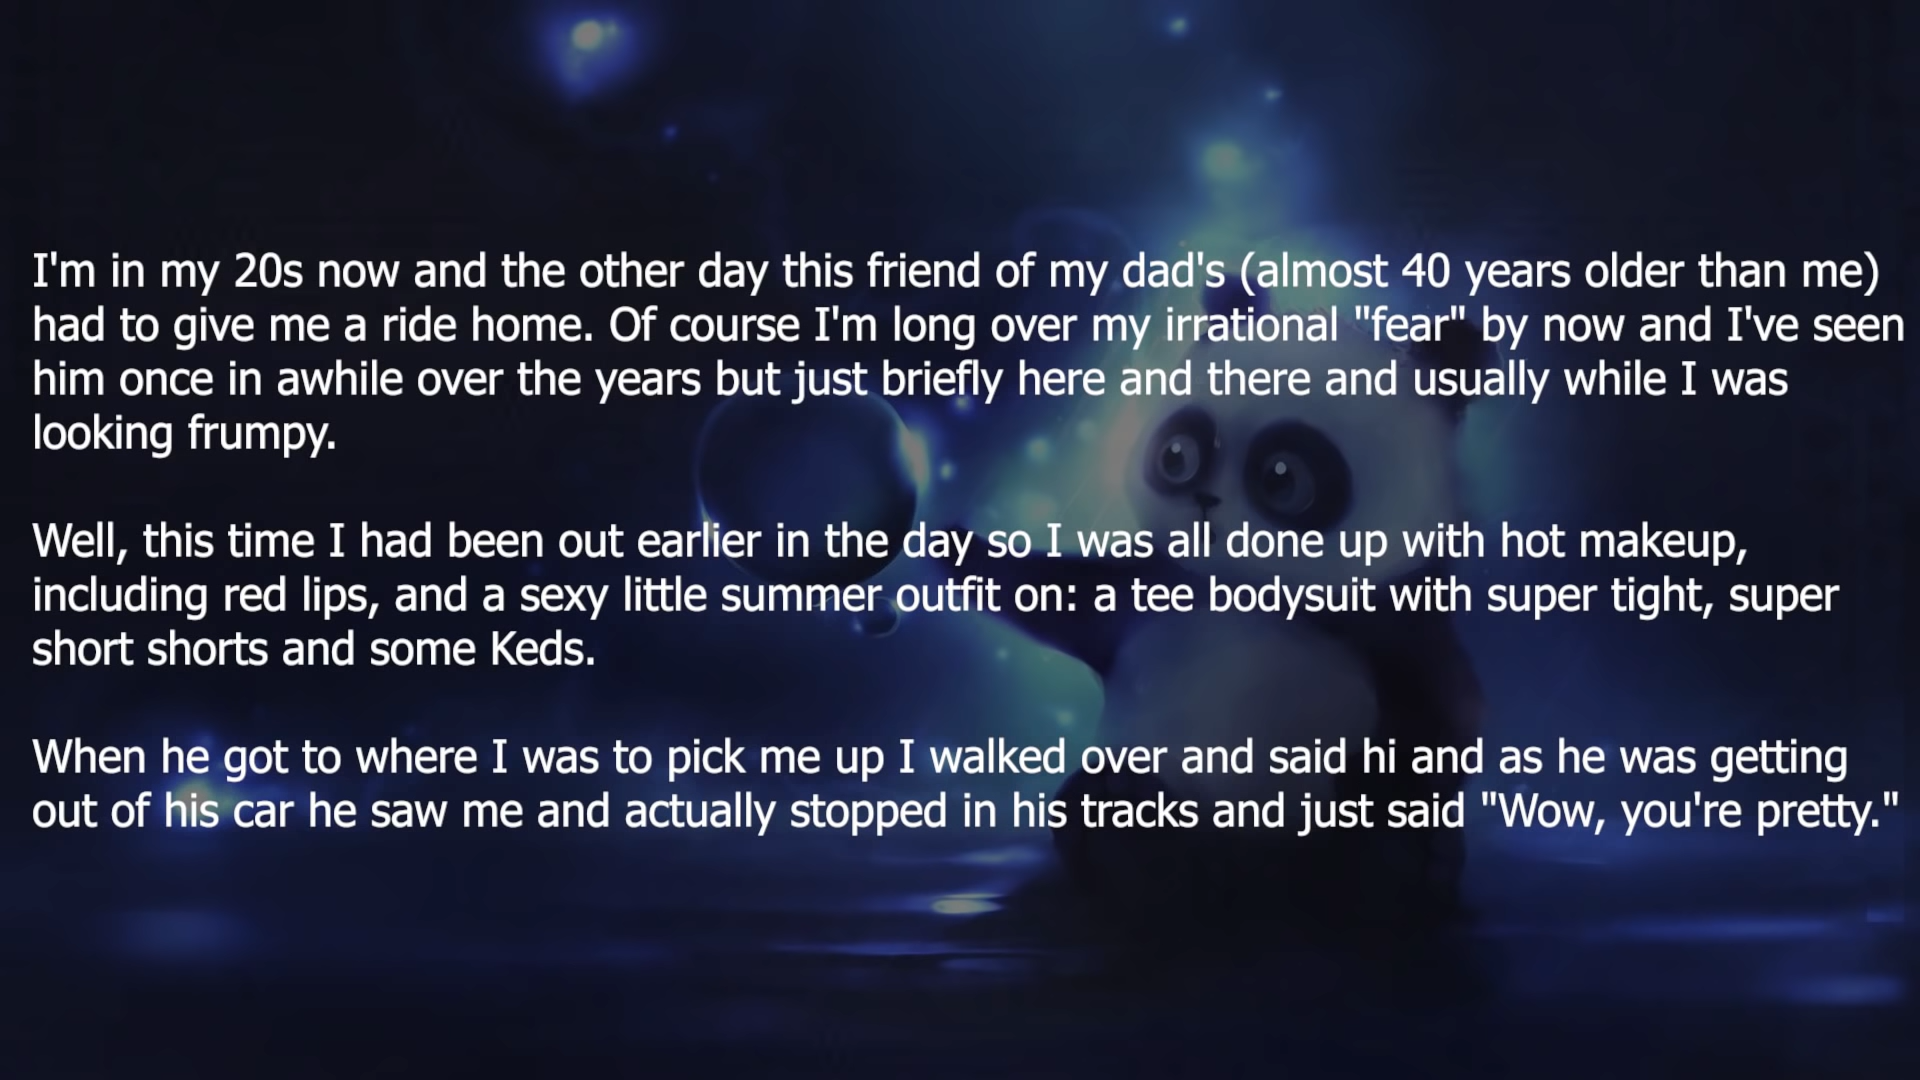 I'm in my 20s now and the other day this friend of my dad's (almost 40 years older than me)
had to give me a ride home. Of course I'm long over my irrational "fear" by now and I've seen
him once in awhile over the years but just briefly here and there and usually while I was
looking frumpy.
Well, this time I had been out earlier in the day so I was all done up with hot makeup,
including red lips, and a sexy little summer outfit on: a tee bodysuit with super tight, super
short shorts and some Keds.
When he got to where I was to pick me up I walked over and said hi and as he was getting
out of his car he saw me and actually stopped in his tracks and just said "Wow, you're pretty."